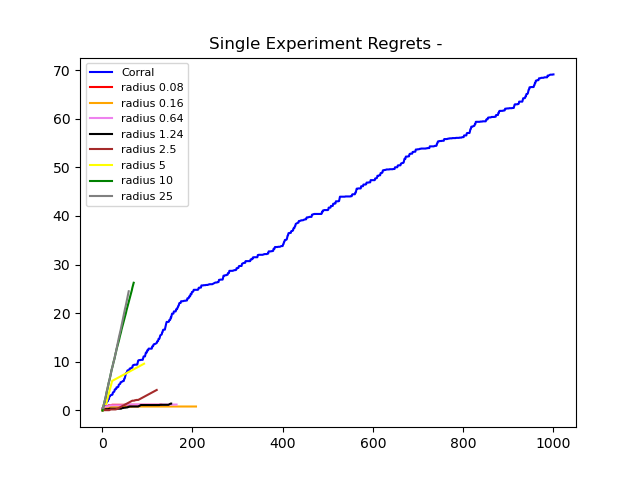 Single Experiment Regrets -
70
60
50
40
30
20
10
0
Corral
radius 0.08
radius 0.16
radius 0.64
radius 1.24
radius 2.5
radius 5
radius 10
radius 25
0 200 400 600 800 1000